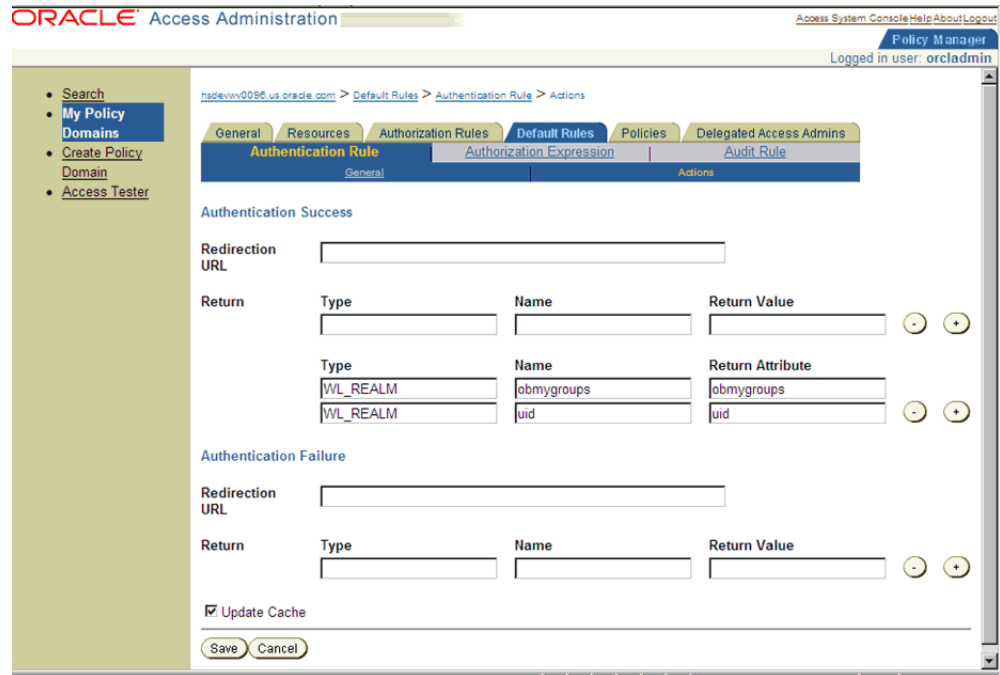 ORACLE Access Administration
Access System Console Help About Logout
Policy Manager
Logged in user: orcladmin
Search
My Policy
Domains
Create Policy
Domain
Access Tester
hsdevwv0096.us.oracle.com > Default Rules > Authentication Rule > Actions
General Resources Authorization Rules Default Rules Policies Delegated Access Admins
Authentication Rule | Authorization Expression | Audit Rule
General Actions
Authentication Success
Redirection
URL
Return Type Name Return Value
- +
Type Name Return Attribute
WL_REALM obmygroups obmygroups
WL_REALM uid uid - +
Authentication Failure
Redirection
URL
Return Type Name Return Value
- +
Update Cache
Save Cancel